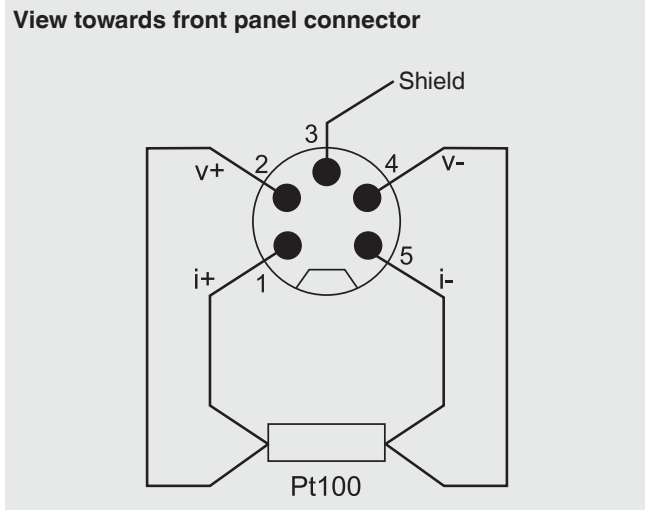 View towards front panel connector
Shield
3
2
4
v+
v-
5
i+
1
i-
Pt100